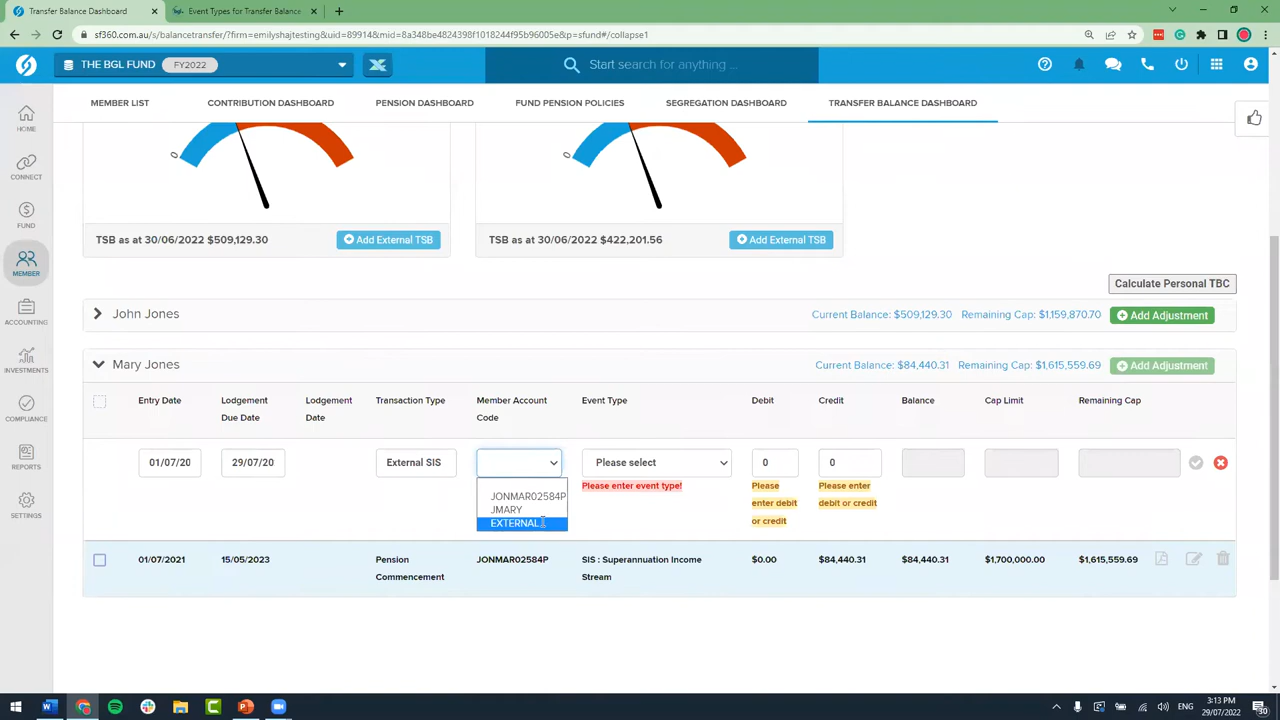 Transfer Balance Dashboard
Event Types for Transfer Balance
sf360.com.au/s/balancetransfer/?firm=emilyshajtesting&uid=89914&mid=8a348be4824398f1018244f95b96005e&p=sfund#/collapse1
THE BGL FUND FY2022
Start search for anything ...
MEMBER LIST CONTRIBUTION DASHBOARD PENSION DASHBOARD FUND PENSION POLICIES SEGREGATION DASHBOARD TRANSFER BALANCE DASHBOARD
HOME
CONNECT
FUND
MEMBER
ACCOUNTING
INVESTMENTS
COMPLIANCE
REPORTS
SETTINGS
0
0
TSB as at 30/06/2022 $509,129.30 Add External TSB
TSB as at 30/06/2022 $422,201.56 Add External TSB
Calculate Personal TBC
John Jones Current Balance: $509,129.30 Remaining Cap: $1,159,870.70 Add Adjustment
Mary Jones Current Balance: $84,440.31 Remaining Cap: $1,615,559.69 Add Adjustment
Entry Date Lodgement Due Date Lodgement Date Transaction Type Member Account Code Event Type Debit Credit Balance Cap Limit Remaining Cap
01/07/20 29/07/20 External SIS Please select 0 0
Please enter event type!
Please enter debit or credit
Please enter debit or credit
JONMAR02584P
JMARY
EXTERNAL
01/07/2021 15/05/2023 Pension Commencement JONMAR02584P SIS : Superannuation Income Stream $0.00 $84,440.31 $84,440.31 $1,700,000.00 $1,615,559.69
ENG
3:13 PM
29/07/2022
30